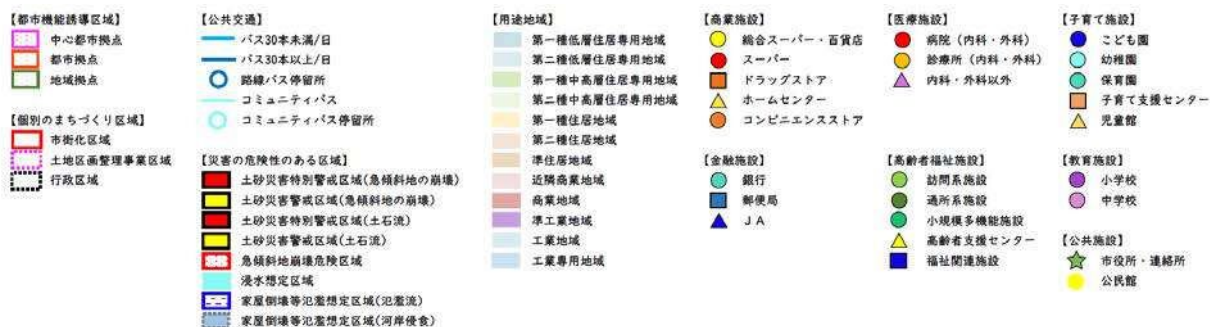 【都市機能誘導区域】
中心都市拠点
都市拠点
地域拠点
【個別のまちづくり区域】
市街化区域
土地区画整理事業区域
行政区域
【公共交通】
バス30本未満/日
バス30本以上/日
路線バス停留所
コミュニティバス
コミュニティバス停留所
【災害の危険性のある区域】
土砂災害特別警戒区域(急傾斜地の崩壊)
土砂災害警戒区域(急傾斜地の崩壊)
土砂災害特別警戒区域(土石流)
土砂災害警戒区域(土石流)
急傾斜地崩壊危険区域
浸水想定区域
家屋倒壊等氾濫想定区域(氾濫流)
家屋倒壊等氾濫想定区域(河岸侵食)
【用途地域】
第一種低層住居専用地域
第二種低層住居専用地域
第一種中高層住居専用地域
第二種中高層住居専用地域
第一種住居地域
第二種住居地域
準住居地域
近隣商業地域
商業地域
準工業地域
工業地域
工業専用地域
【商業施設】
総合スーパー・百貨店
スーパー
ドラッグストア
ホームセンター
コンビニエンスストア
【金融施設】
銀行
郵便局
JA
【医療施設】
病院（内科・外科）
診療所（内科・外科）
内科・外科以外
【高齢者福祉施設】
訪問系施設
通所系施設
小規模多機能施設
高齢者支援センター
福祉関連施設
【子育て施設】
こども園
幼稚園
保育園
子育て支援センター
児童館
【教育施設】
小学校
中学校
【公共施設】
市役所・連絡所
公民館